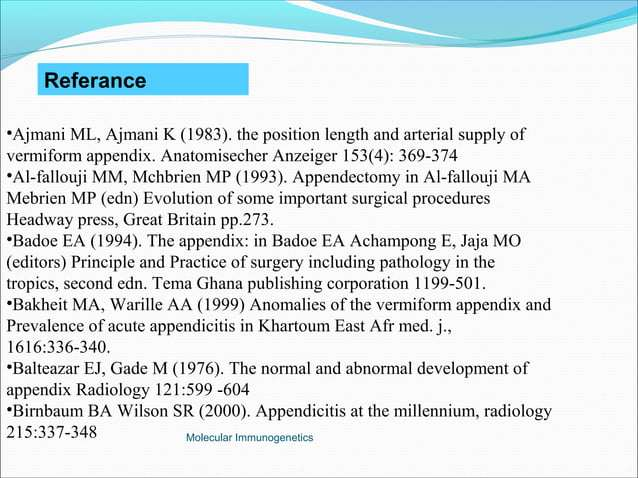 Referance
•Ajmani ML, Ajmani K (1983). the position length and arterial supply of
vermiform appendix. Anatomisecher Anzeiger 153(4): 369-374
•Al-fallouji MM, Mchbrien MP (1993). Appendectomy in Al-fallouji MA
Mebrien MP (edn) Evolution of some important surgical procedures
Headway press, Great Britain pp.273.
•Badoe EA (1994). The appendix: in Badoe EA Achampong E, Jaja MO
(editors) Principle and Practice of surgery including pathology in the
tropics, second edn. Tema Ghana publishing corporation 1199-501.
•Bakheit MA, Warille AA (1999) Anomalies of the vermiform appendix and
Prevalence of acute appendicitis in Khartoum East Afr med. j.,
1616:336-340.
•Balteazar EJ, Gade M (1976). The normal and abnormal development of
appendix Radiology 121:599 -604
•Birnbaum BA Wilson SR (2000). Appendicitis at the millennium, radiology
215:337-348
Molecular Immunogenetics